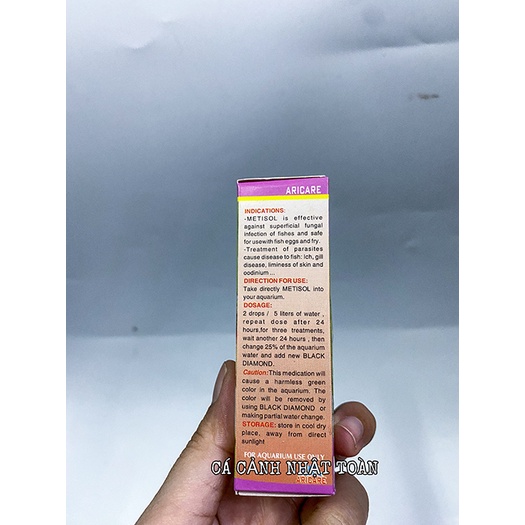 ARICARE
INDICATIONS:
-METISOL is effective
against superficial fungal
infection of fishes and safe
for usewith fish eggs and fry.
-Treatment of parasites
cause disease to fish: ich, gill
disease, liminess of skin and
oodinium ...
DIRECTION FOR USE:
Take directly METISOL into
your aquarium.
DOSAGE:
2 drops / 5 liters of water ,
repeat dose after 24
hours,for three treatments,
wait another 24 hours , then
change 25% of the aquarium
water and add new BLACK
DIAMOND.
Caution:This medication will
cause a harmless green
color in the aquarium. The
color will be removed by
using BLACK DIAMOND or
making partial water change.
STORAGE: store in cool dry
place, away from direct
sunlight
FOR AQUARIUM USE ONLY
CÁ CẢNH NHẬT TOÀN
ARICARE